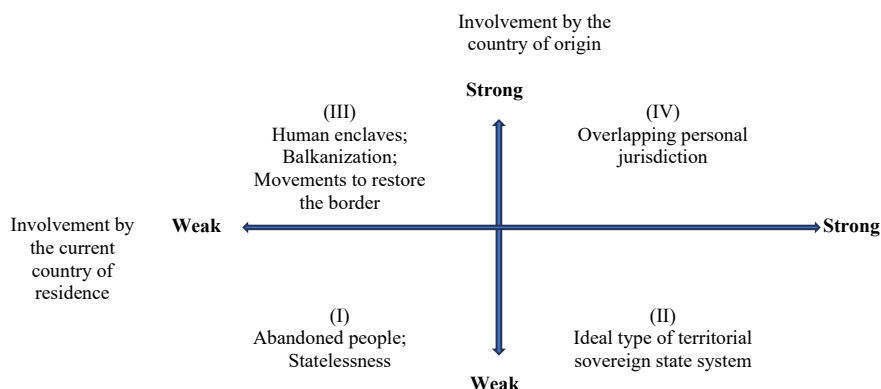 Involvement by the
country of origin
Strong
(III)
Human enclaves;
Balkanization;
Movements to restore
the border
(IV)
Overlapping personal
jurisdiction
Involvement by
the current
country of
residence
Weak
Strong
(I)
Abandoned people;
Statelessness
(II)
Ideal type of territorial
sovereign state system
Weak